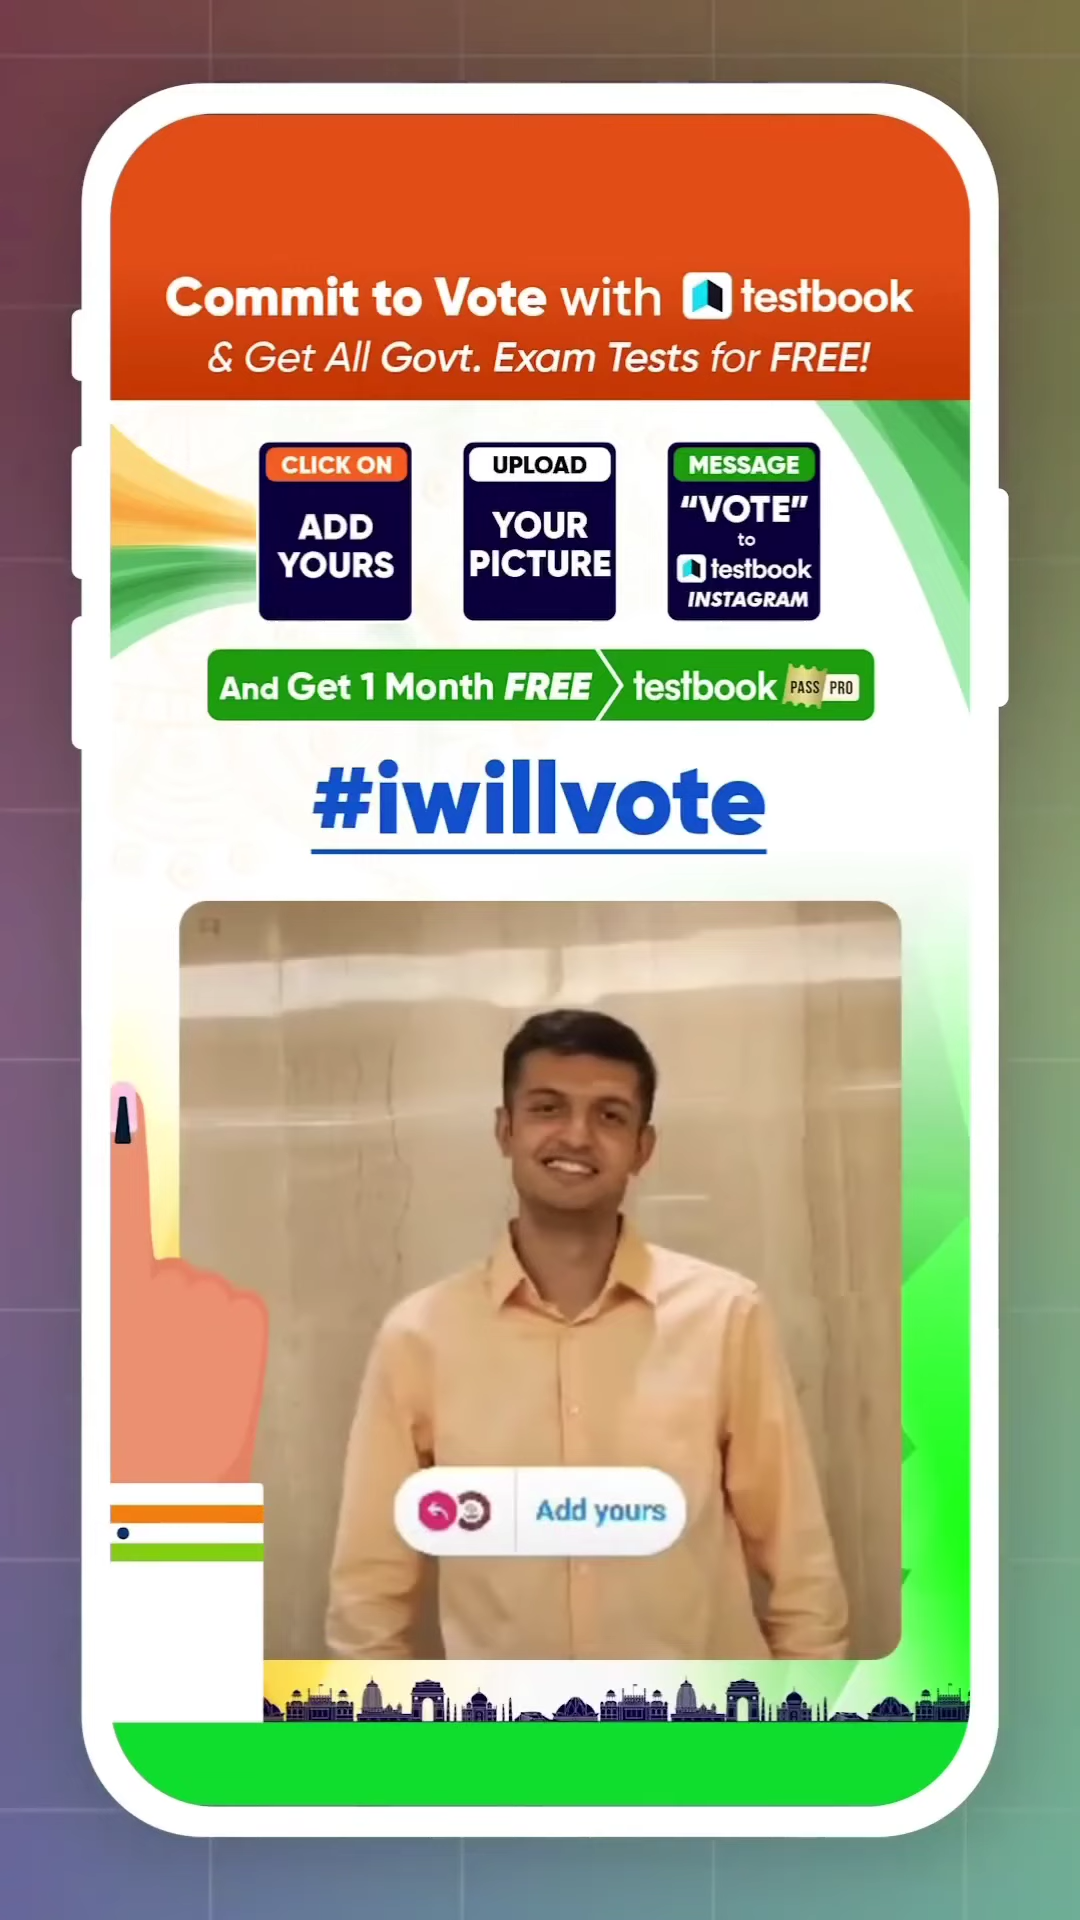 Commit to Vote with testbook
& Get All Govt. Exam Tests for FREE!
CLICK ON
ADD
YOURS
UPLOAD
YOUR
PICTURE
MESSAGE
“VOTE”
to
testbook
INSTAGRAM
And Get 1 Month FREE testbook PASS PRO
#iwillvote
Add yours